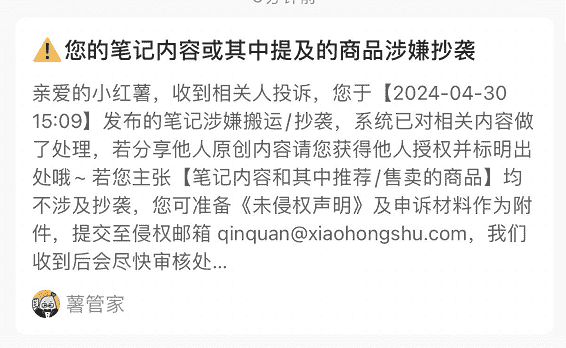 您的笔记内容或其中提及的商品涉嫌抄袭
亲爱的小红薯，收到相关人投诉，您于【2024-04-30
15:09】发布的笔记涉嫌搬运/抄袭，系统已对相关内容做
了处理，若分享他人原创内容请您获得他人授权并标明出
处哦~ 若您主张【笔记内容和其中推荐/售卖的商品】均
不涉及抄袭，您可准备《未侵权声明》及申诉材料作为附
件，提交至侵权邮箱 qinquan@xiaohongshu.com，我们
收到后会尽快审核处...
薯管家